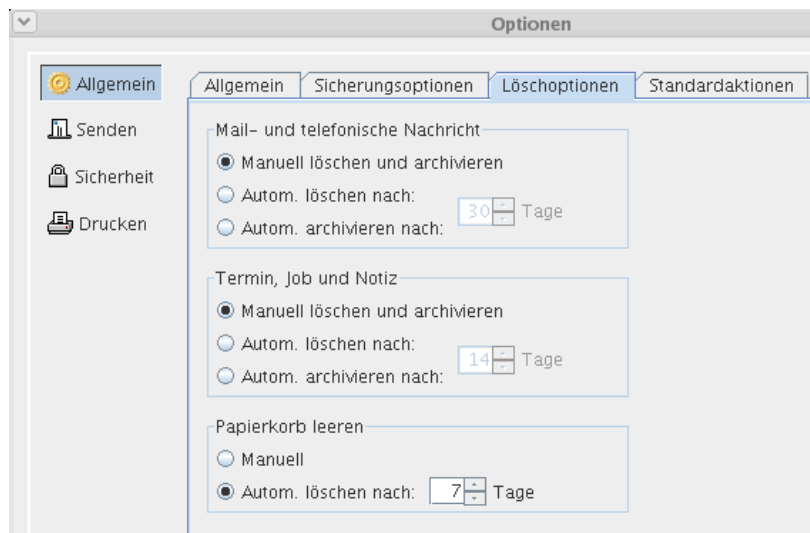 Optionen
Allgemein
Senden
Sicherheit
Drucken
Allgemein Sicherungsoptionen Löschoptionen Standardaktionen
Mail- und telefonische Nachricht
Manuell löschen und archivieren
Autom. löschen nach:
30 Tage
Autom. archivieren nach:
Termin, Job und Notiz
Manuell löschen und archivieren
Autom. löschen nach:
14 Tage
Autom. archivieren nach:
Papierkorb leeren
Manuell
Autom. löschen nach: 7 Tage